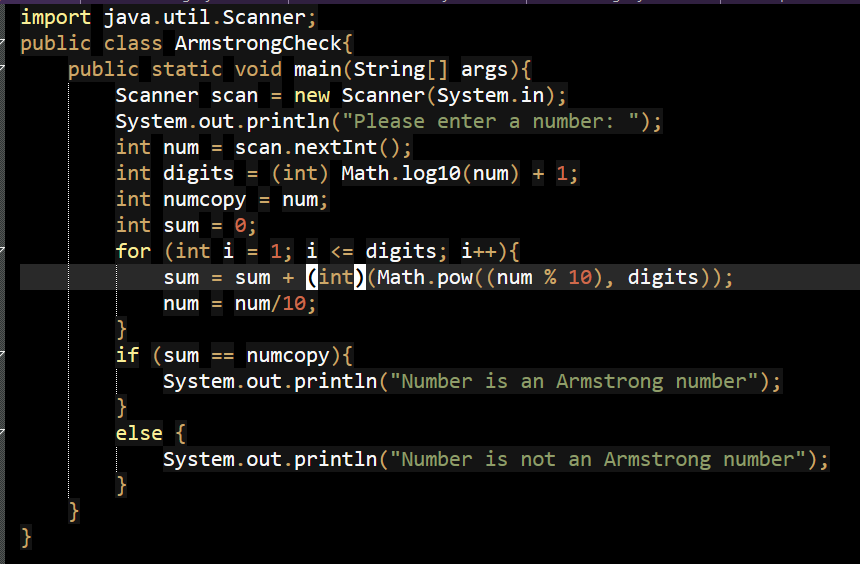 import java.util.Scanner;
public class ArmstrongCheck{
    public static void main(String[] args){
        Scanner scan = new Scanner(System.in);
        System.out.println("Please enter a number: ");
        int num = scan.nextInt();
        int digits = (int) Math.log10(num) + 1;
        int numcopy = num;
        int sum = 0;
        for (int i = 1; i <= digits; i++){
            sum = sum + (int)(Math.pow((num % 10), digits));
            num = num/10;
        }
        if (sum == numcopy){
            System.out.println("Number is an Armstrong number");
        }
        else {
            System.out.println("Number is not an Armstrong number");
        }
    }
}